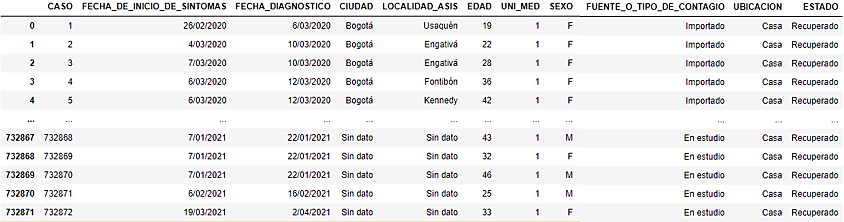 CASO FECHA_DE_INICIO_DE_SINTOMAS FECHA_DIAGNOSTICO CIUDAD LOCALIDAD_ASIS EDAD UNI_MED SEXO FUENTE_O_TIPO_DE_CONTAGIO UBICACION ESTADO
0 1 26/02/2020 6/03/2020 Bogotá Usaquén 19 1 F Importado Casa Recuperado
1 2 4/03/2020 10/03/2020 Bogotá Engativá 22 1 F Importado Casa Recuperado
2 3 7/03/2020 10/03/2020 Bogotá Engativá 28 1 F Importado Casa Recuperado
3 4 6/03/2020 12/03/2020 Bogotá Fontibón 36 1 F Importado Casa Recuperado
4 5 6/03/2020 12/03/2020 Bogotá Kennedy 42 1 F Importado Casa Recuperado
... ... ... ... ... ... ... ... ... ... ... ...
732867 732868 7/01/2021 22/01/2021 Sin dato Sin dato 43 1 M En estudio Casa Recuperado
732868 732869 7/01/2021 22/01/2021 Sin dato Sin dato 32 1 F En estudio Casa Recuperado
732869 732870 7/01/2021 22/01/2021 Sin dato Sin dato 46 1 M En estudio Casa Recuperado
732870 732871 6/02/2021 16/02/2021 Sin dato Sin dato 25 1 M En estudio Casa Recuperado
732871 732872 19/03/2021 2/04/2021 Sin dato Sin dato 33 1 F En estudio Casa Recuperado